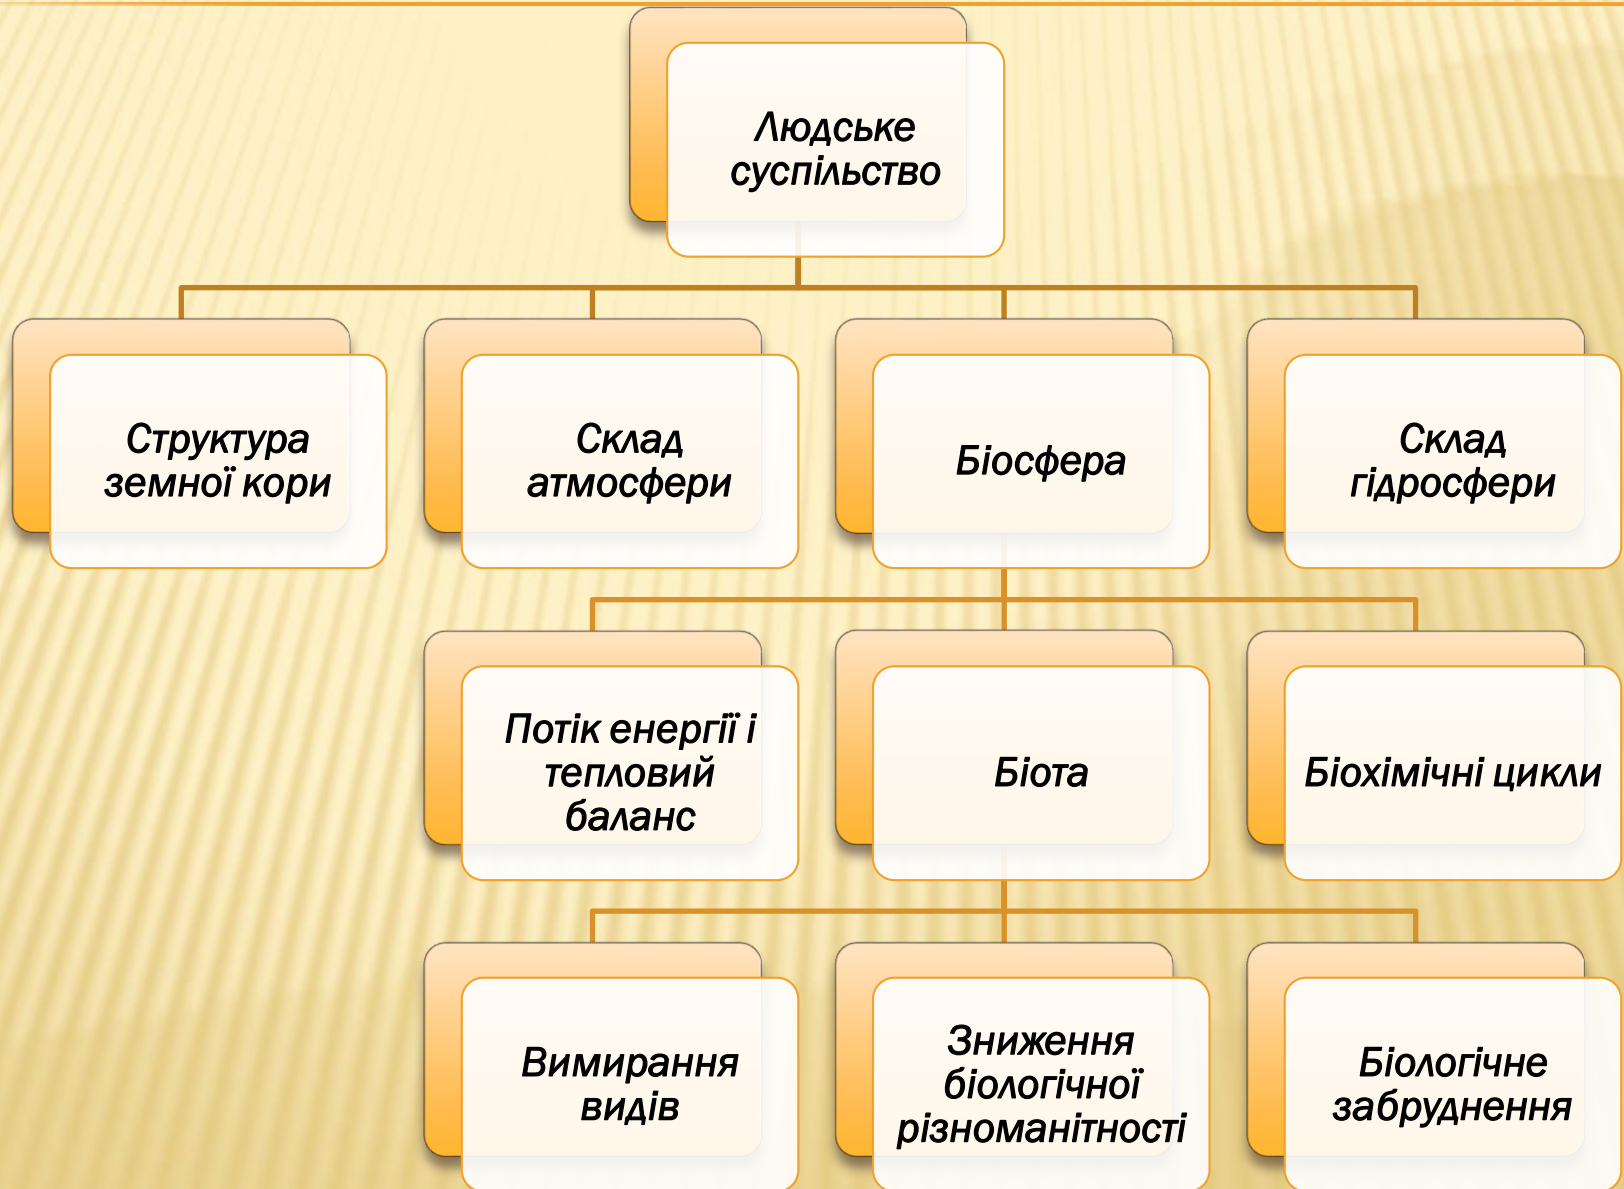 Людське
суспільство
Структура
земної кори
Склад
атмосфери
Біосфера
Склад
гідросфери
Потік енергії і
тепловий
баланс
Біота
Біохімічні цикли
Вимирання
видів
Зниження
біологічної
різноманітності
Біологічне
забруднення